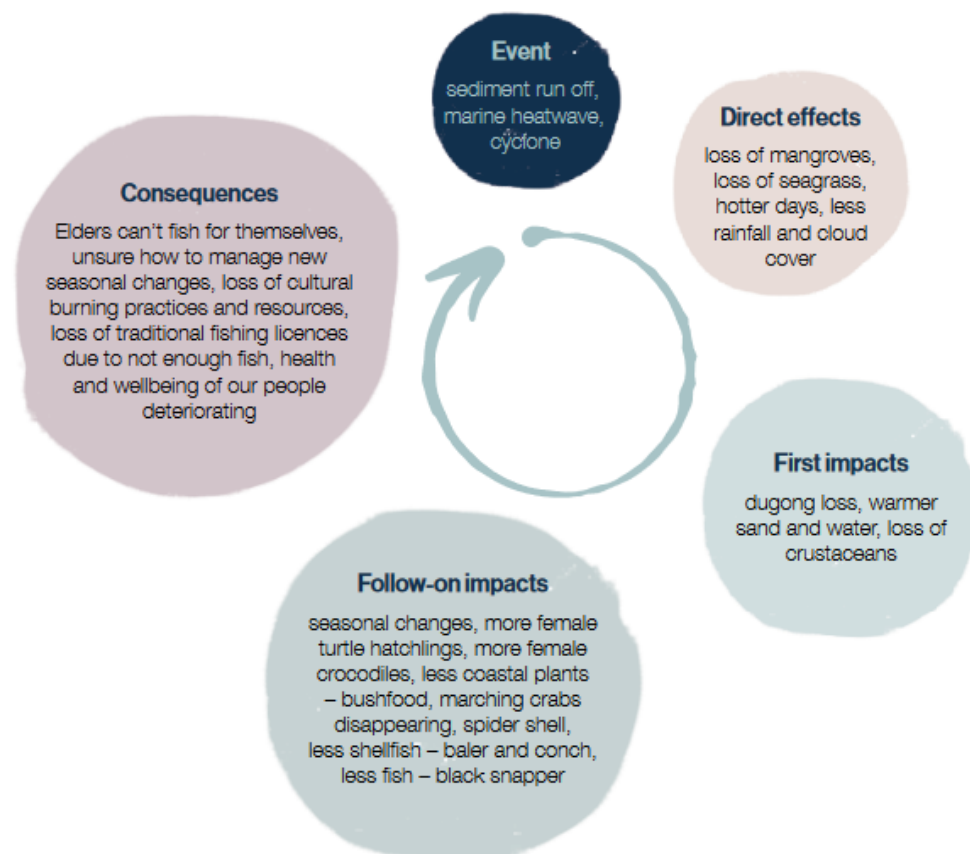 Event
sediment run off,
marine heatwave,
cyclone
Direct effects
loss of mangroves,
loss of seagrass,
hotter days, less
rainfall and cloud
cover
First impacts
dugong loss, warmer
sand and water, loss of
crustaceans
Follow-on impacts
seasonal changes, more female
turtle hatchlings, more female
crocodiles, less coastal plants
– bushfood, marching crabs
disappearing, spider shell,
less shellfish – baler and conch,
less fish – black snapper
Consequences
Elders can't fish for themselves,
unsure how to manage new
seasonal changes, loss of cultural
burning practices and resources,
loss of traditional fishing licences
due to not enough fish, health
and wellbeing of our people
deteriorating